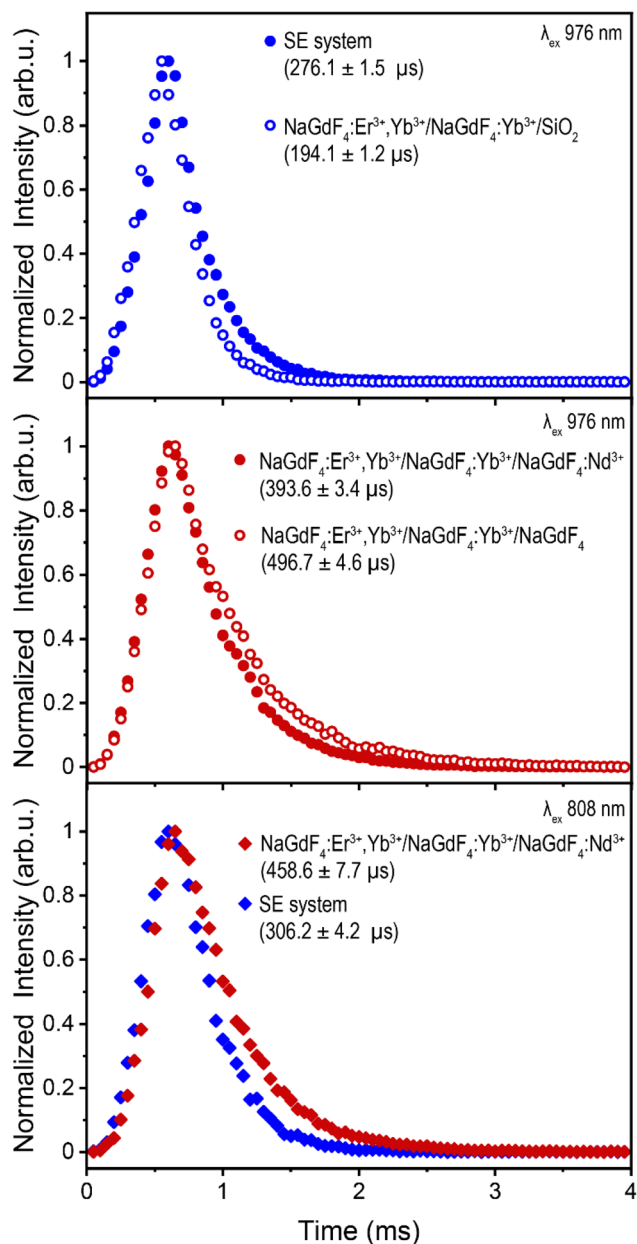 λex 976 nm
SE system
(276.1 ± 1.5 µs)
NaGdF₄:Er³⁺,Yb³⁺/NaGdF₄:Yb³⁺/SiO₂
(194.1 ± 1.2 µs)
Normalized Intensity (arb.u.)
1
0.8
0.6
0.4
0.2
0
λex 976 nm
NaGdF₄:Er³⁺,Yb³⁺/NaGdF₄:Yb³⁺/NaGdF₄:Nd³⁺
(393.6 ± 3.4 µs)
NaGdF₄:Er³⁺,Yb³⁺/NaGdF₄:Yb³⁺/NaGdF₄
(496.7 ± 4.6 µs)
Normalized Intensity (arb.u.)
1
0.8
0.6
0.4
0.2
0
λex 808 nm
NaGdF₄:Er³⁺,Yb³⁺/NaGdF₄:Yb³⁺/NaGdF₄:Nd³⁺
(458.6 ± 7.7 µs)
SE system
(306.2 ± 4.2 µs)
Normalized Intensity (arb.u.)
1
0.8
0.6
0.4
0.2
0
0 1 2 3 4
Time (ms)